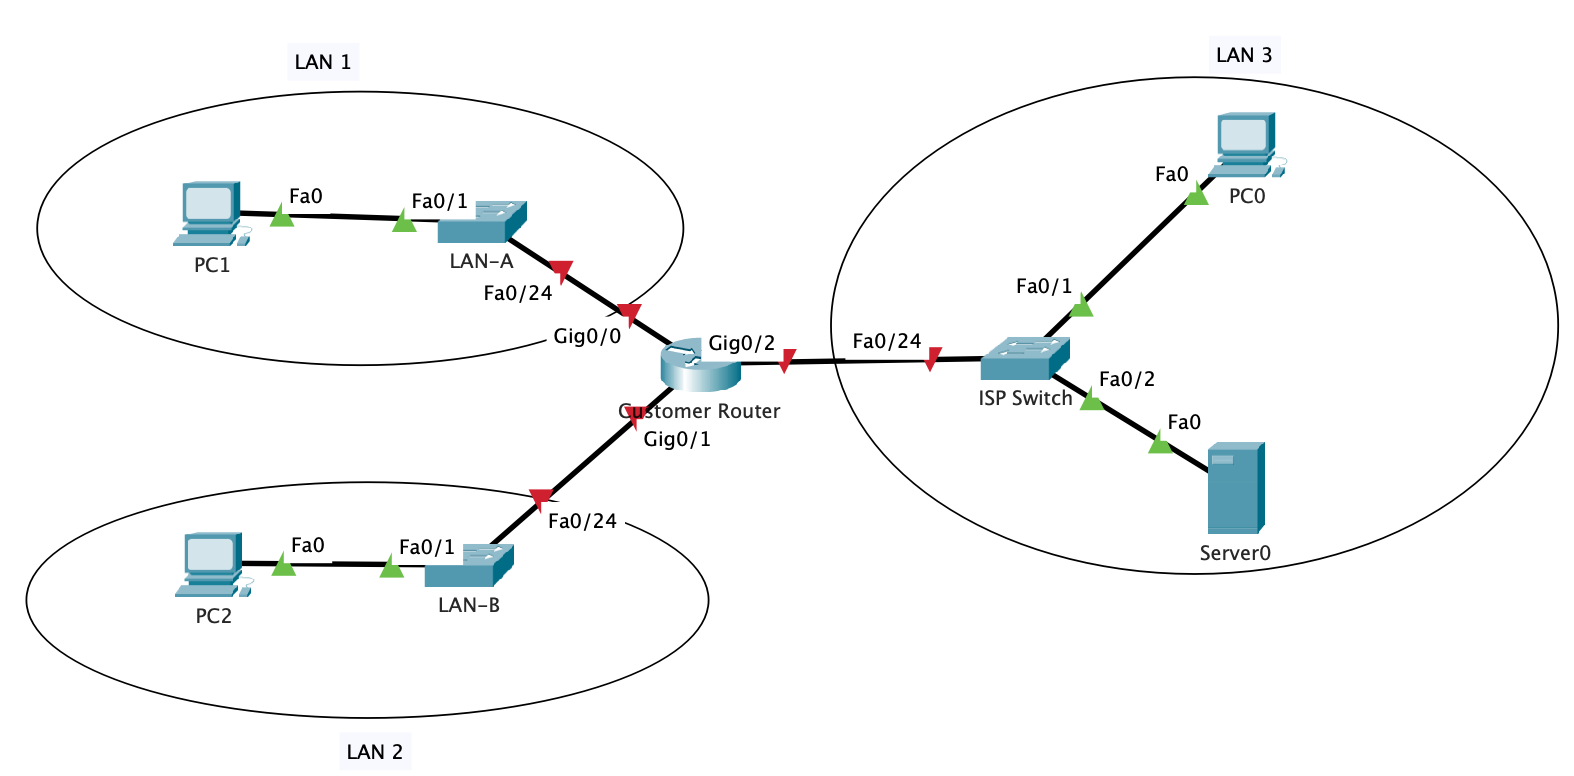 LAN 1
LAN 3
Fa0
Fa0/1
PC1
LAN-A
Fa0/24
Gig0/0
Gig0/2
Customer Router
Gig0/1
Fa0/24
Fa0
PC0
Fa0/1
ISP Switch
Fa0/2
Fa0
Server0
Fa0/24
Fa0
Fa0/1
PC2
LAN-B
LAN 2